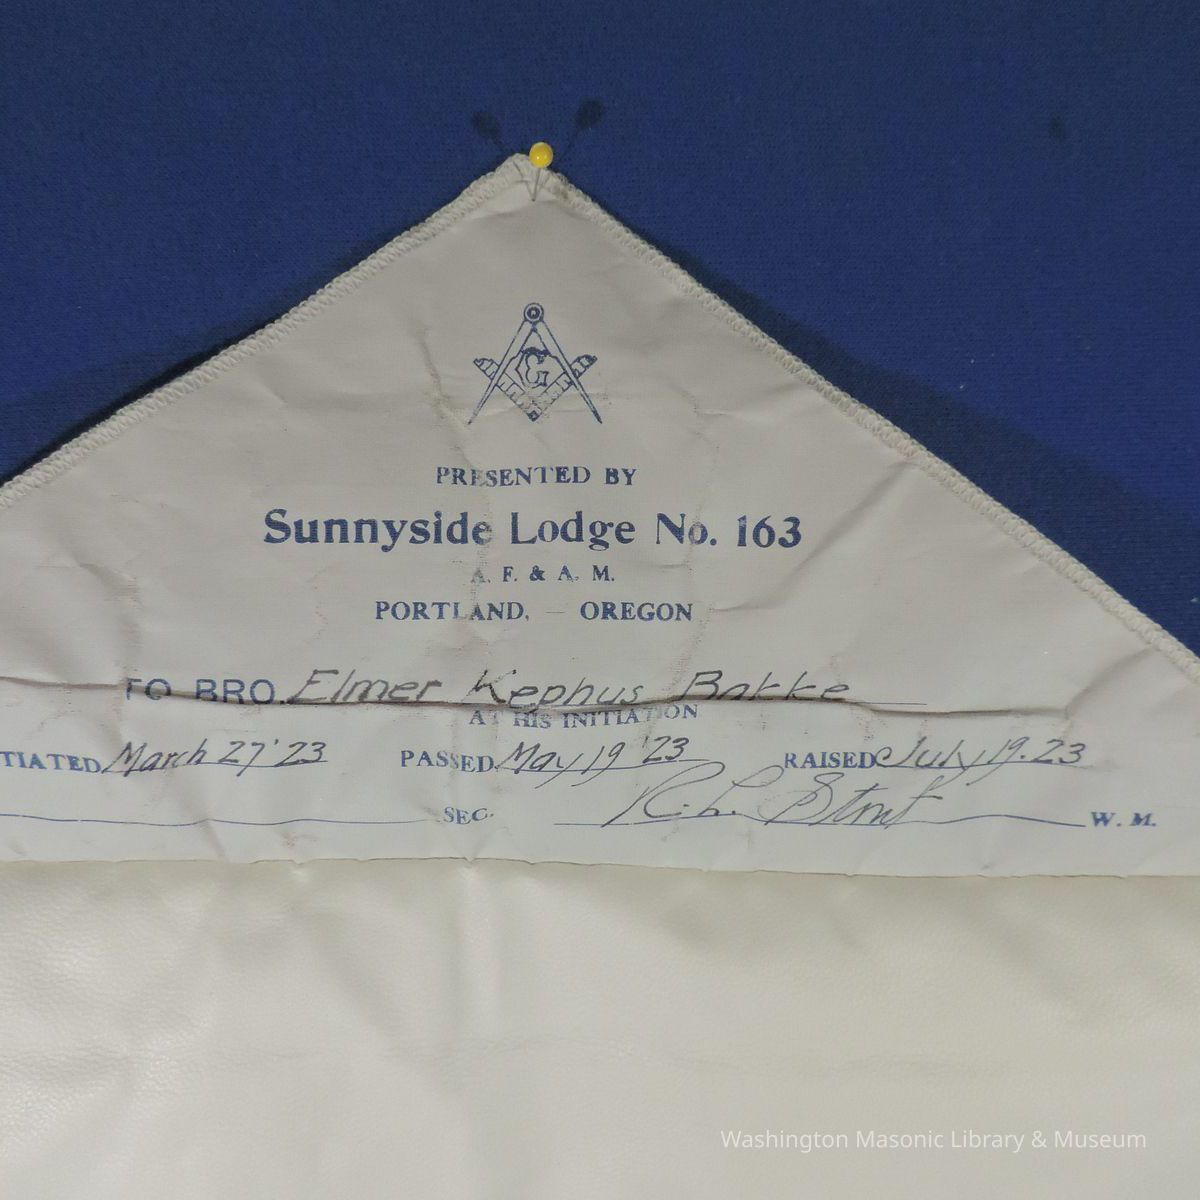 G
PRESENTED BY
Sunnyside Lodge No. 163
A. F. & A. M.
PORTLAND, — OREGON
TO BRO. Elmer Kephus Bakke
AT HIS INITIATION
TIATED March 27 '23 PASSED May 19 '23 RAISED July 19. 23
SEC. R. L. W. M.
Washington Masonic Library & Museum